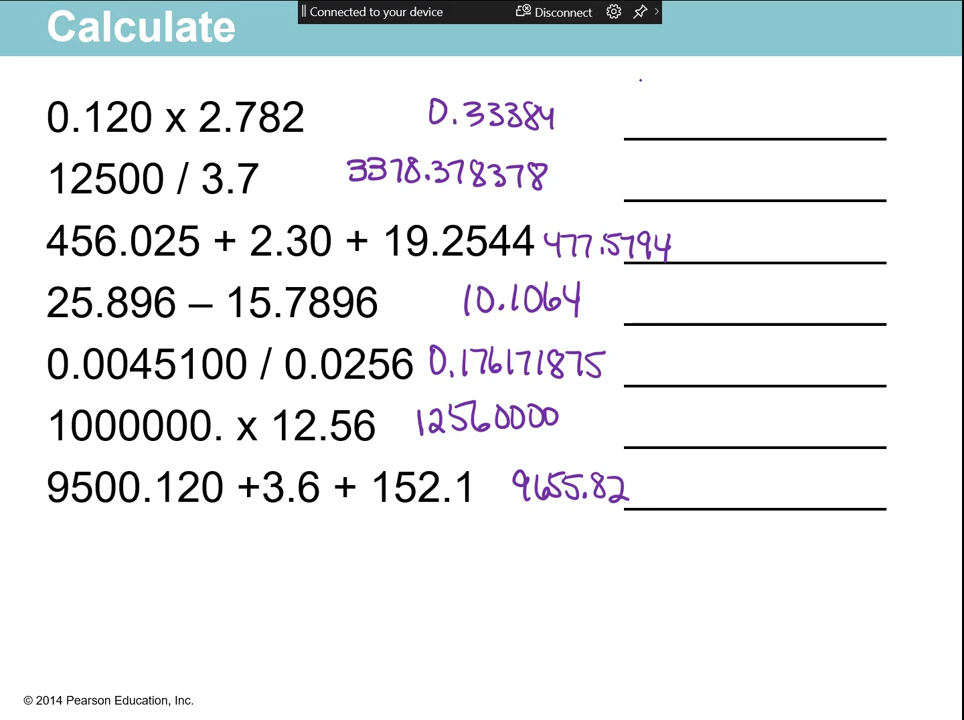 Connected to your device Disconnect
Calculate
0.120 x 2.782 0.33384
12500 / 3.7 3378.378378
456.025 + 2.30 + 19.2544 477.5794
25.896 – 15.7896 10.1064
0.0045100 / 0.0256 0.176171875
1000000. x 12.56 12560000
9500.120 +3.6 + 152.1 9655.82
© 2014 Pearson Education, Inc.